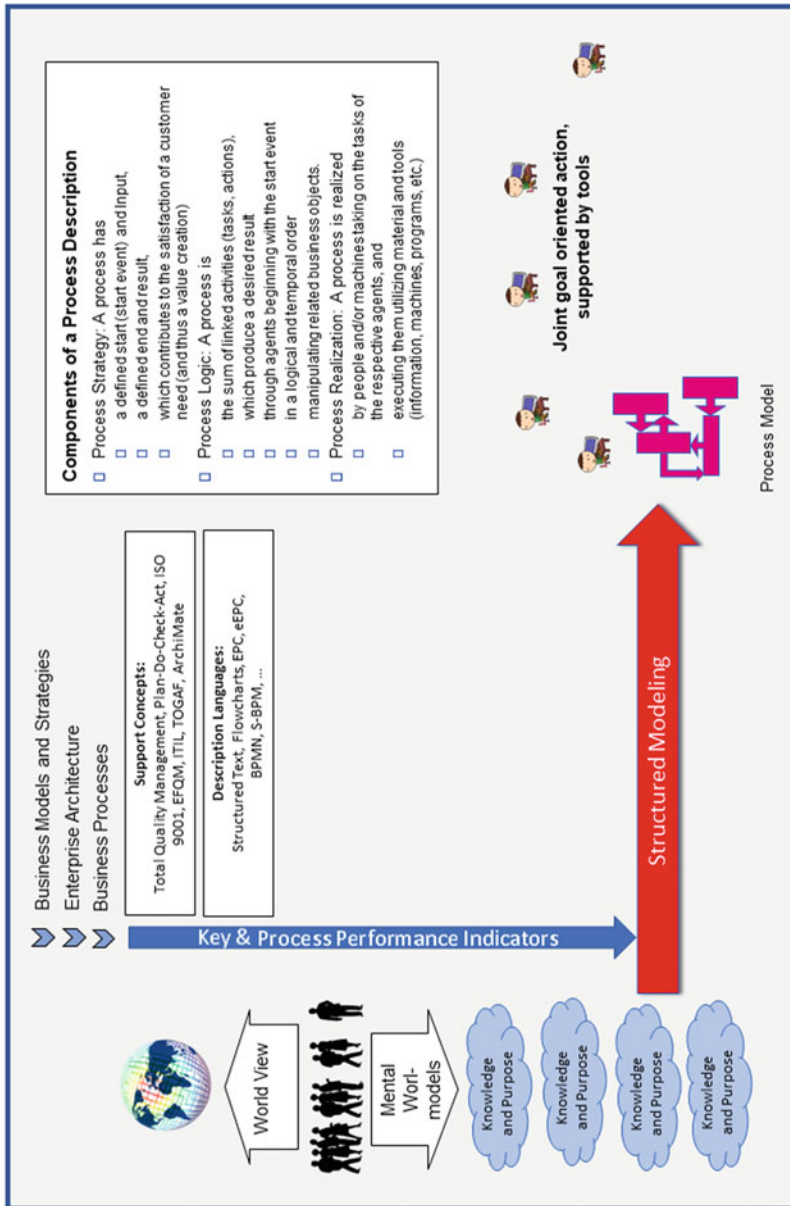 Business Models and Strategies
Enterprise Architecture
Business Processes
Support Concepts:
Total Quality Management, Plan-Do-Check-Act, ISO
9001, EFQM, ITIL, TOGAF, ArchiMate
Description Languages:
Structured Text, Flowcharts, EPC, eEPC,
BPMN, S-BPM, ...
Components of a Process Description
Process Strategy: A process has
a defined start (start event) and Input,
a defined end and result,
which contributes to the satisfaction of a customer
need (and thus a value creation)
Process Logic: A process is
the sum of linked activities (tasks, actions),
which produce a desired result
through agents beginning with the start event
in a logical and temporal order
manipulating related business objects.
Process Realization: A process is realized
by people and/or machines taking on the tasks of
the respective agents, and
executing them utilizing material and tools
(information, machines, programs, etc.)
World View
Mental
Worl-
models
Key & Process Performance Indicators
Knowledge
and Purpose
Knowledge
and Purpose
Knowledge
and Purpose
Knowledge
and Purpose
Structured Modeling
Joint goal oriented action,
supported by tools
Process Model